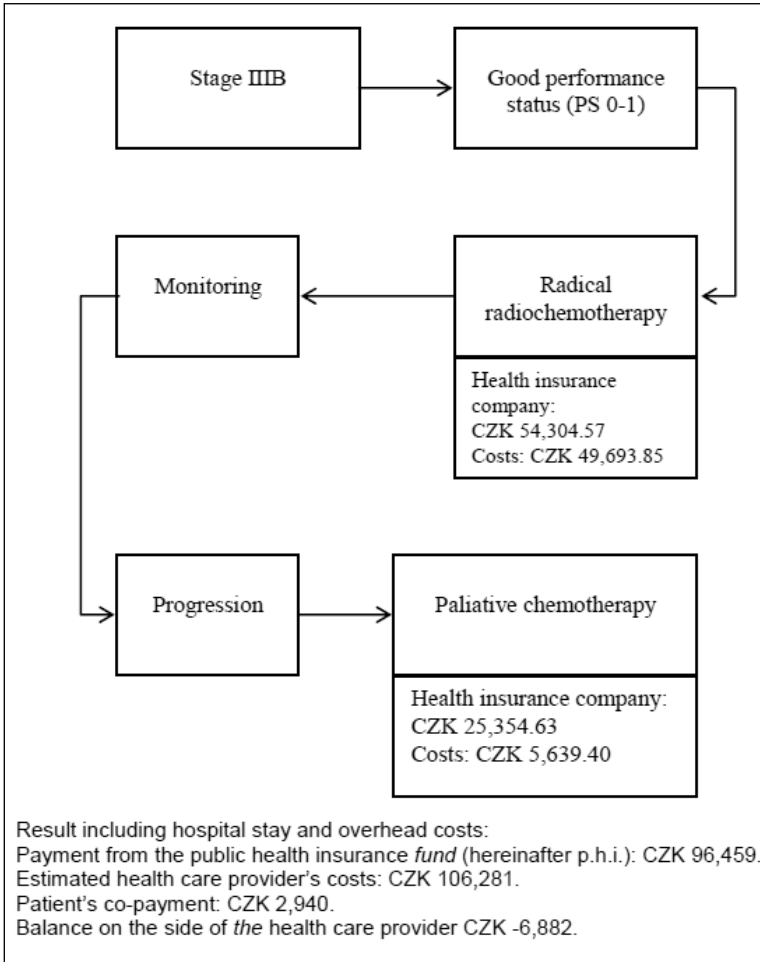 Stage IIIB
Good performance
status (PS 0-1)
Monitoring
Radical
radiochemotherapy
Health insurance
company:
CZK 54,304.57
Costs: CZK 49,693.85
Progression
Paliative chemotherapy
Health insurance company:
CZK 25,354.63
Costs: CZK 5,639.40
Result including hospital stay and overhead costs:
Payment from the public health insurance fund (hereinafter p.h.i.): CZK 96,459.
Estimated health care provider's costs: CZK 106,281.
Patient's co-payment: CZK 2,940.
Balance on the side of the health care provider CZK -6,882.